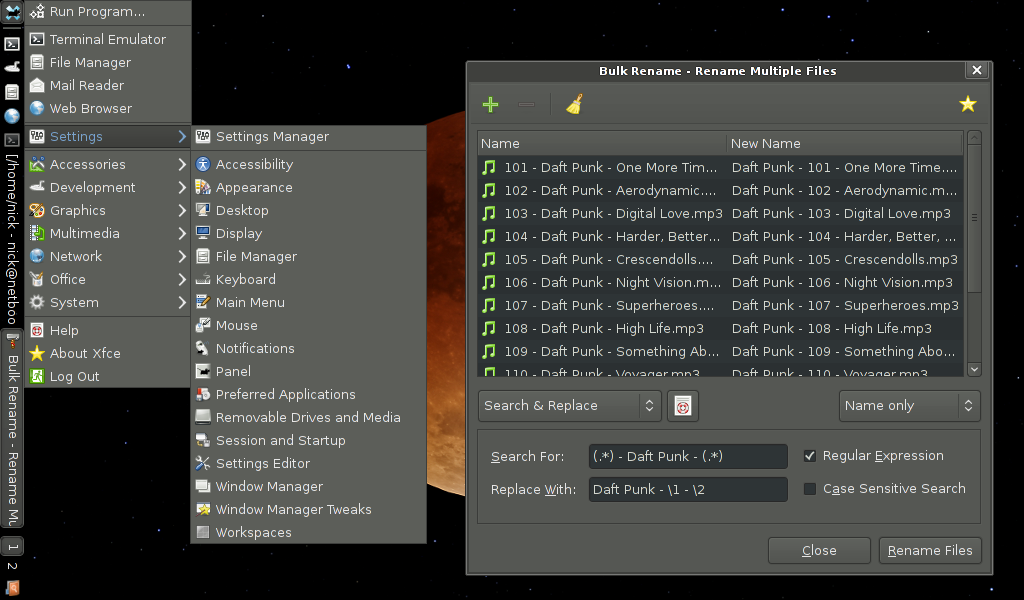 Run Program...
Terminal Emulator
File Manager
Mail Reader
Web Browser
Settings
Accessories
Development
Graphics
Multimedia
Network
Office
System
Help
About Xfce
Log Out
[/home/nick - nick@netboo
Bulk Rename - Rename Mu
1
2
Settings Manager
Accessibility
Appearance
Desktop
Display
File Manager
Keyboard
Main Menu
Mouse
Notifications
Panel
Preferred Applications
Removable Drives and Media
Session and Startup
Settings Editor
Window Manager
Window Manager Tweaks
Workspaces
Bulk Rename - Rename Multiple Files
Name New Name
101 - Daft Punk - One More Tim... Daft Punk - 101 - One More Time....
102 - Daft Punk - Aerodynamic.... Daft Punk - 102 - Aerodynamic.m...
103 - Daft Punk - Digital Love.mp3 Daft Punk - 103 - Digital Love.mp3
104 - Daft Punk - Harder, Better... Daft Punk - 104 - Harder, Better, ...
105 - Daft Punk - Crescendolls.... Daft Punk - 105 - Crescendolls.mp3
106 - Daft Punk - Night Vision.m... Daft Punk - 106 - Night Vision.mp3
107 - Daft Punk - Superheroes.... Daft Punk - 107 - Superheroes.mp3
108 - Daft Punk - High Life.mp3 Daft Punk - 108 - High Life.mp3
109 - Daft Punk - Something Ab... Daft Punk - 109 - Something Abo...
110 - Daft Punk - Voyager.mp3 Daft Punk - 110 - Voyager.mp3
Search & Replace Name only
Search For: (.*) - Daft Punk - (.*) Regular Expression
Replace With: Daft Punk - \1 - \2 Case Sensitive Search
Close Rename Files